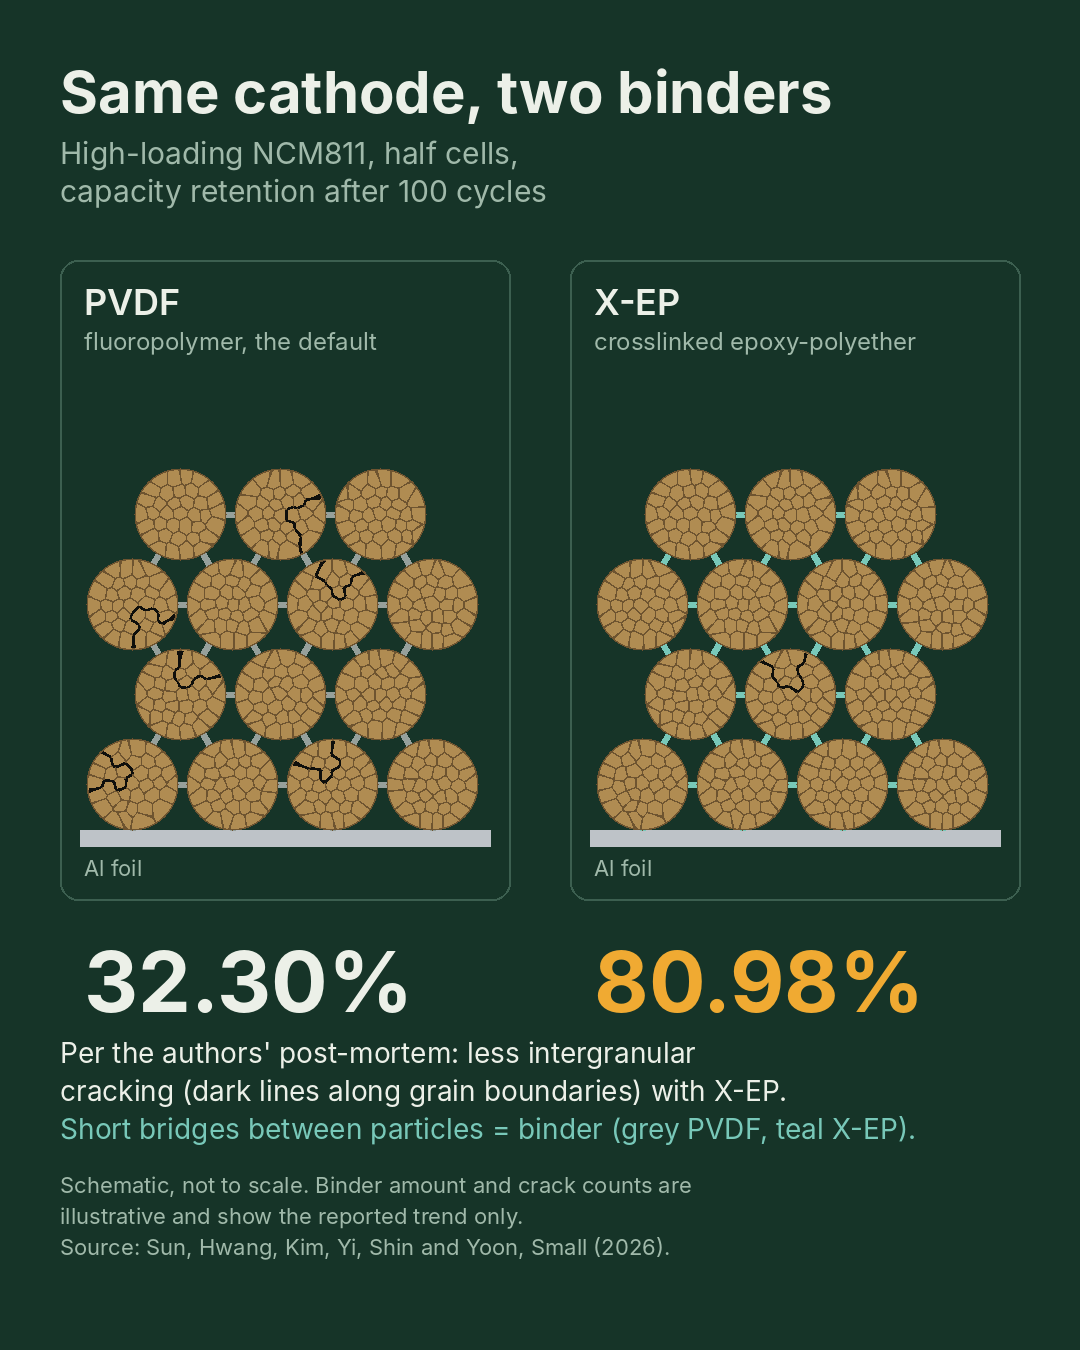 Same cathode, two binders
High-loading NCM811, half cells,
capacity retention after 100 cycles
PVDF
fluoropolymer, the default
X-EP
crosslinked epoxy-polyether
Al foil
Al foil
32.30%
80.98%
Per the authors' post-mortem: less intergranular
cracking (dark lines along grain boundaries) with X-EP.
Short bridges between particles = binder (grey PVDF, teal X-EP).
Schematic, not to scale. Binder amount and crack counts are
illustrative and show the reported trend only.
Source: Sun, Hwang, Kim, Yi, Shin and Yoon, Small (2026).